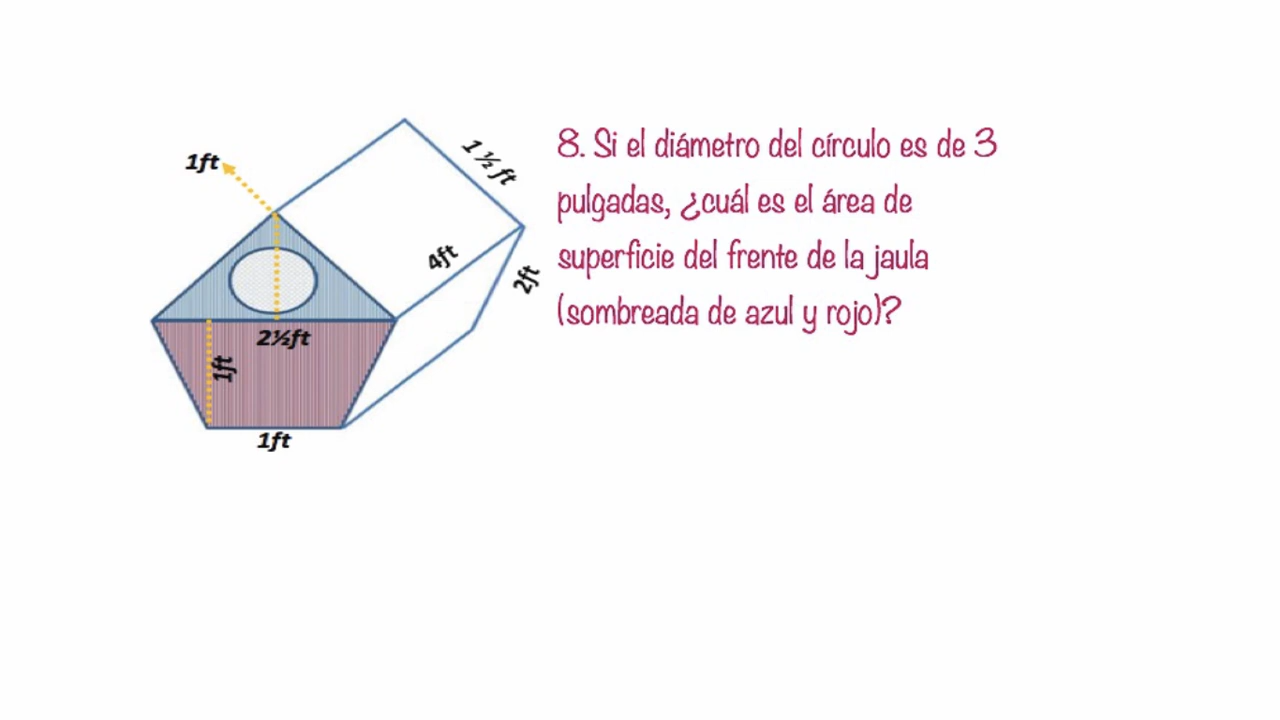 8. Si el diámetro del círculo es de 3
pulgadas, ¿cuál es el área de
superficie del frente de la jaula
(sombreada de azul y rojo)?
1ft
1 ½ ft
4ft
2ft
2½ft
1ft
1ft